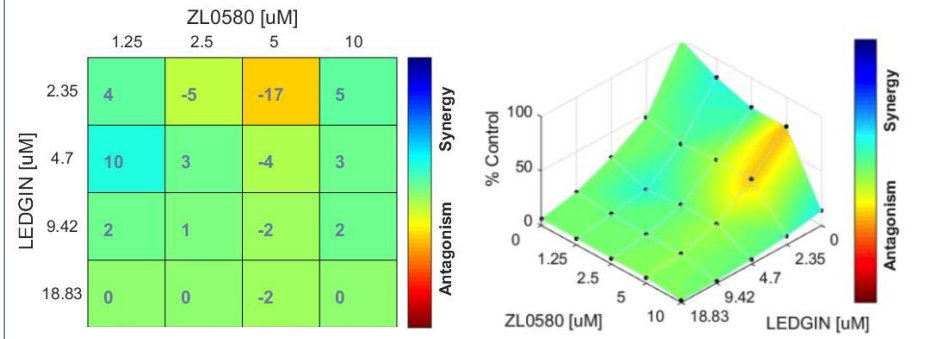 ZL0580 [uM]
1.25 2.5 5 10
LEDGIN [uM]
2.35 4 -5 -17 5
4.7 10 3 -4 3
9.42 2 1 -2 2
18.83 0 0 -2 0
Synergy
Antagonism
% Control
100
50
0
0 1.25 2.5 5 10
ZL0580 [uM]
18.83 9.42 4.7 2.35 0
LEDGIN [uM]
Synergy
Antagonism